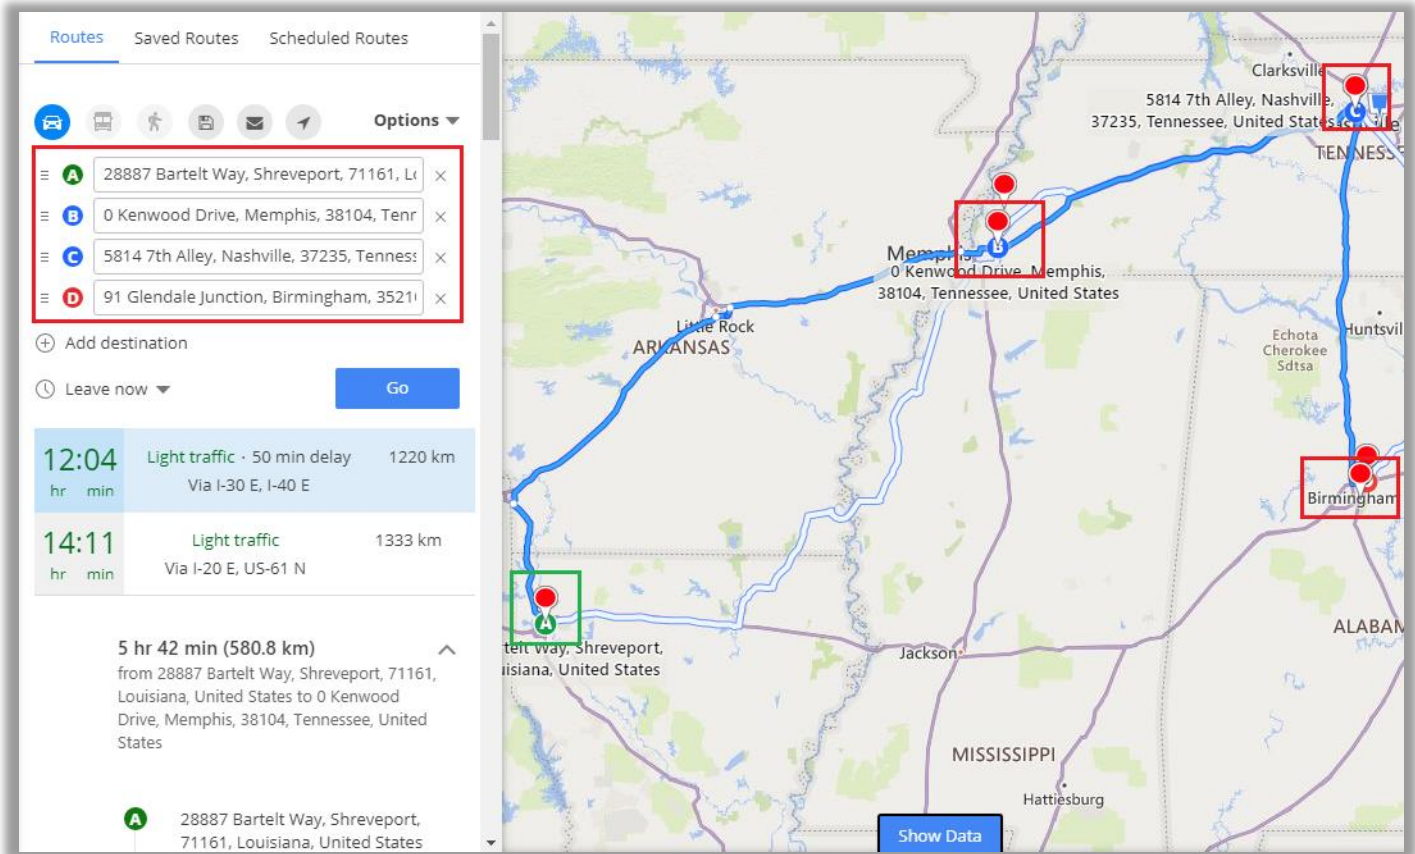 Routes Saved Routes Scheduled Routes
Options
A 28887 Bartelt Way, Shreveport, 71161,
B 0 Kenwood Drive, Memphis, 38104, Tenn
C 5814 7th Alley, Nashville, 37235, Tenness
D 91 Glendale Junction, Birmingham,
Add destination
Leave now
Go
12:04
hr min
Light traffic · 50 min delay
1220 km
Via I-30 E, I-40 E
14:11
hr min
Light traffic
1333 km
Via I-20 E, US-61 N
5 hr 42 min (580.8 km)
from 28887 Bartelt Way, Shreveport, 71161,
Louisiana, United States to 0 Kenwood
Drive, Memphis, 38104, Tennessee, United
States
A 28887 Bartelt Way, Shreveport,
71161, Louisiana, United States
Clarksville
5814 7th Alley, Nashville,
37235, Tennessee, United States
C
TENNESS
B
Memphis
0 Kenwood Drive, Memphis,
38104, Tennessee, United States
Little Rock
ARKANSAS
Huntsvil
Echota
Cherokee
Sdtsa
Birmingham
A
telt Way, Shreveport,
isiana, United States
Jackson
ALABAM
MISSISSIPPI
Hattiesburg
Show Data